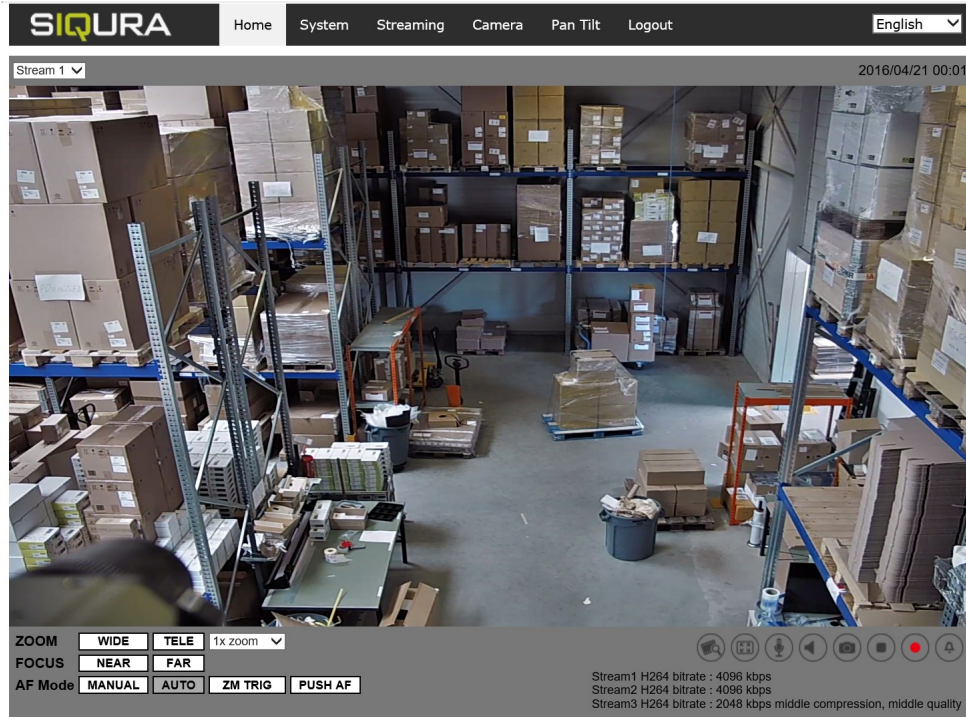 SIQURA Home System Streaming Camera Pan Tilt Logout English
Stream 1 2016/04/21 00:01
ZOOM WIDE TELE 1x zoom
FOCUS NEAR FAR
AF Mode MANUAL AUTO ZM TRIG PUSH AF
Stream1 H264 bitrate : 4096 kbps
Stream2 H264 bitrate : 4096 kbps
Stream3 H264 bitrate : 2048 kbps middle compression, middle quality